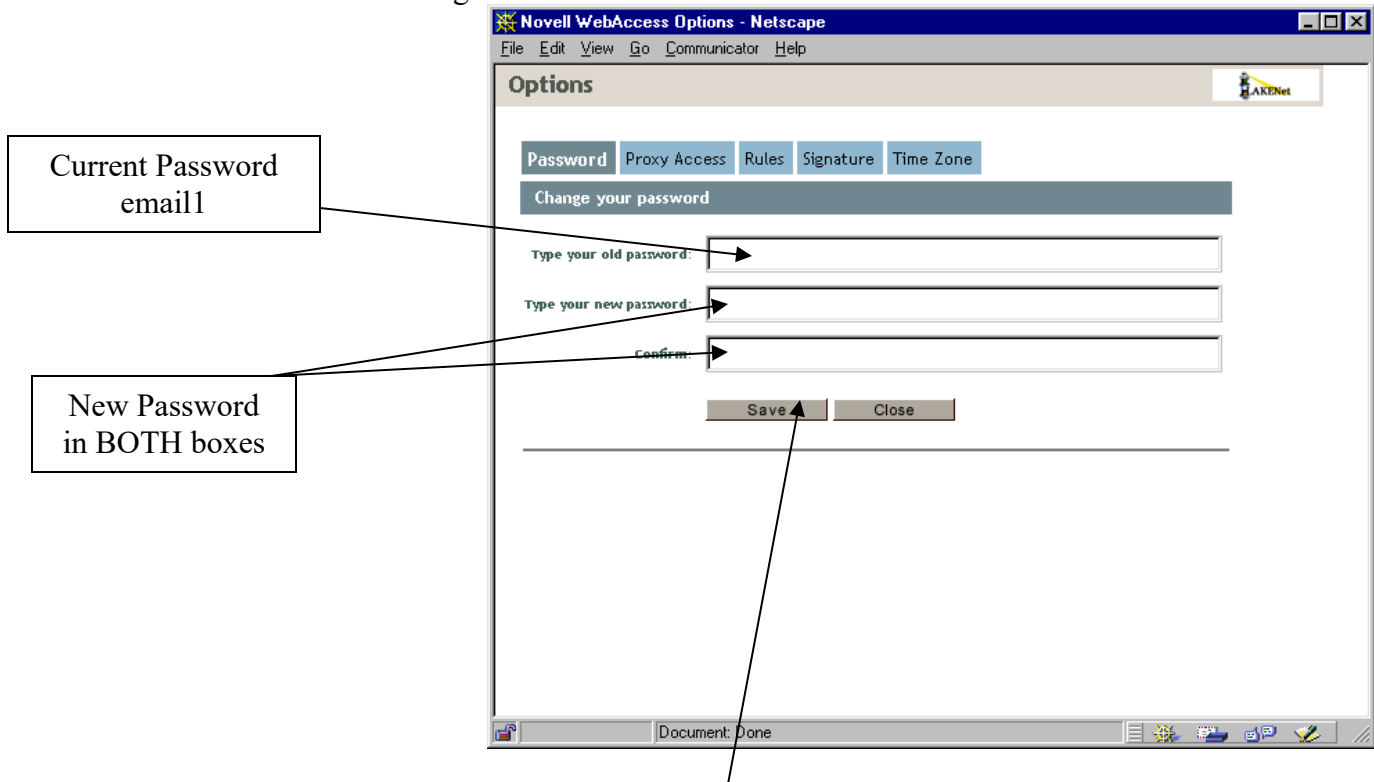 g
Novell WebAccess Options - Netscape
File Edit View Go Communicator Help
Options
LAKENet
Current Password
email1
Password Proxy Access Rules Signature Time Zone
Change your password
Type your old password:
Type your new password:
Confirm:
New Password
in BOTH boxes
Save Close
Document: Done